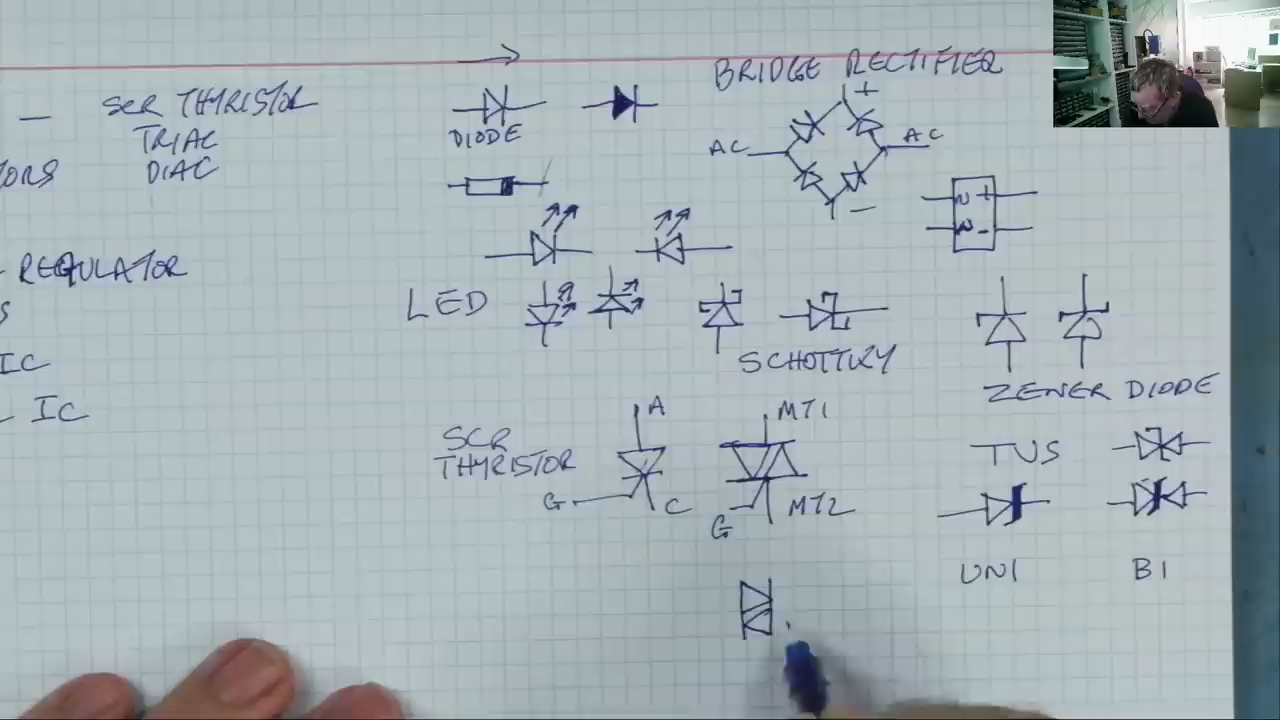 SCR THYRISTOR
TRIAC
DIAC
ORS
REGULATOR
S
IC
IC
DIODE
BRIDGE RECTIFIER
+
AC
AC
-
~ +
~ -
LED
SCHOTTKY
ZENER DIODE
SCR
THYRISTOR
A
G
C
MT1
G
MT2
TVS
UNI
BI